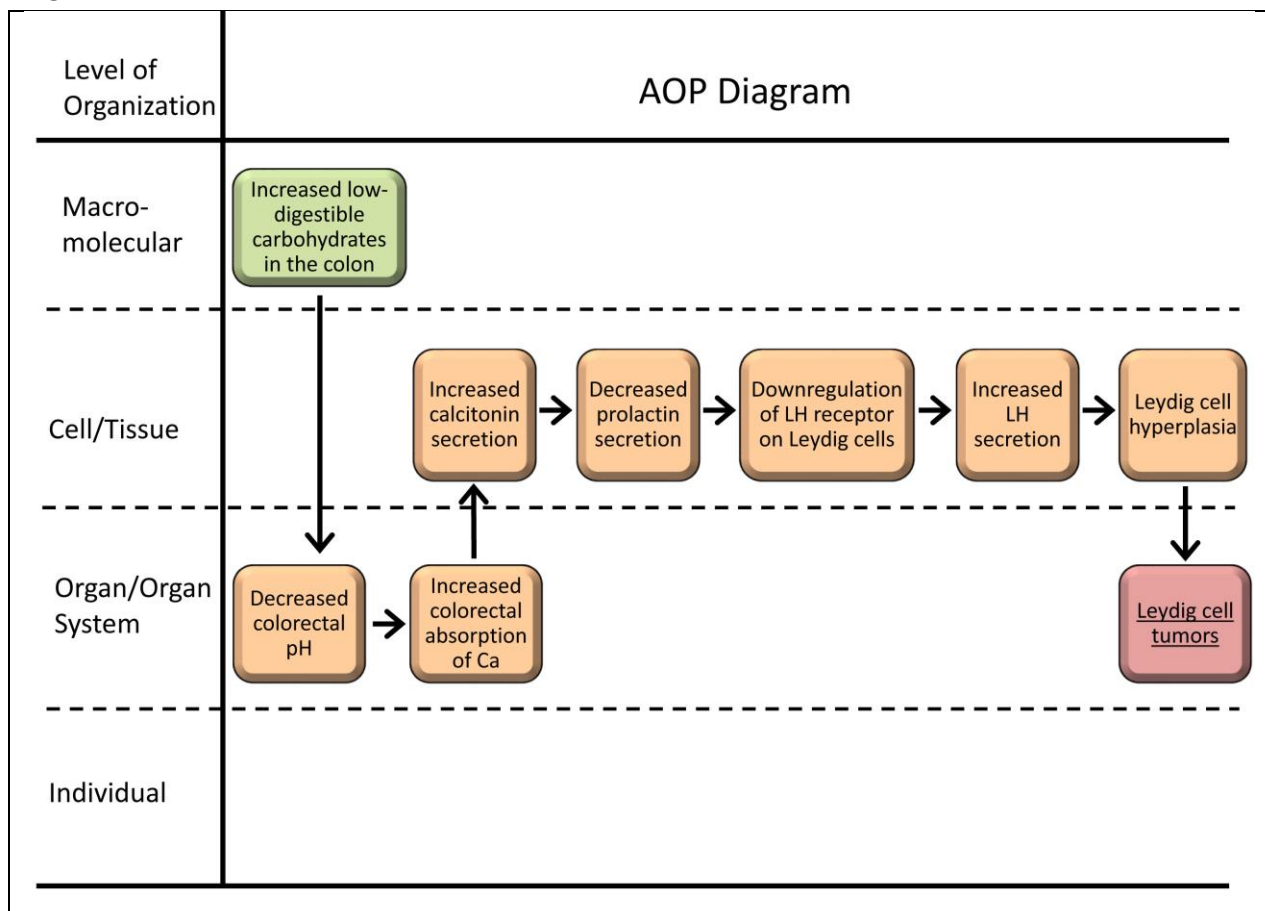 Level of
Organization
AOP Diagram
Macro-
molecular
Increased low-
digestible
carbohydrates
in the colon
Cell/Tissue
Increased
calcitonin
secretion
Decreased
prolactin
secretion
Downregulation
of LH receptor
on Leydig cells
Increased
LH
secretion
Leydig cell
hyperplasia
Organ/Organ
System
Decreased
colorectal
pH
Increased
colorectal
absorption
of Ca
Leydig cell
tumors
Individual